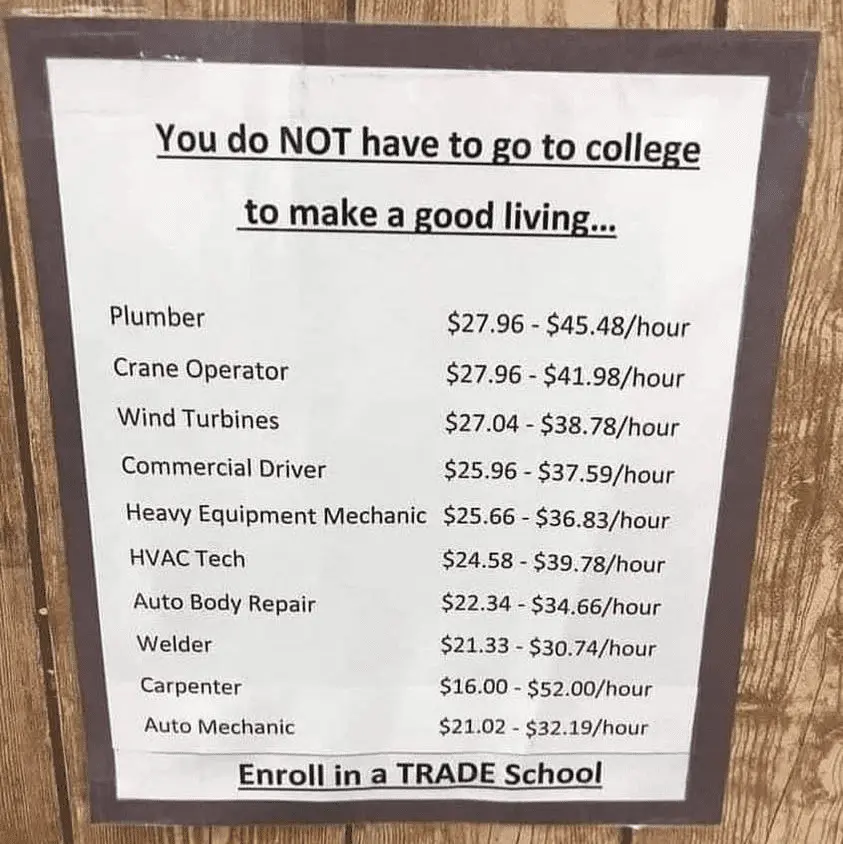 You do NOT have to go to college
to make a good living...
Plumber $27.96 - $45.48/hour
Crane Operator $27.96 - $41.98/hour
Wind Turbines $27.04 - $38.78/hour
Commercial Driver $25.96 - $37.59/hour
Heavy Equipment Mechanic $25.66 - $36.83/hour
HVAC Tech $24.58 - $39.78/hour
Auto Body Repair $22.34 - $34.66/hour
Welder $21.33 - $30.74/hour
Carpenter $16.00 - $52.00/hour
Auto Mechanic $21.02 - $32.19/hour
Enroll in a TRADE School